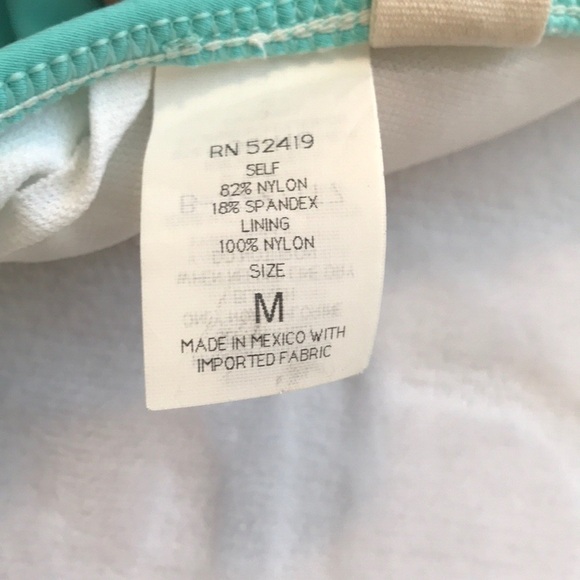 RN 52419
SELF
82% NYLON
18% SPANDEX
LINING
100% NYLON
SIZE
M
MADE IN MEXICO WITH
IMPORTED FABRIC